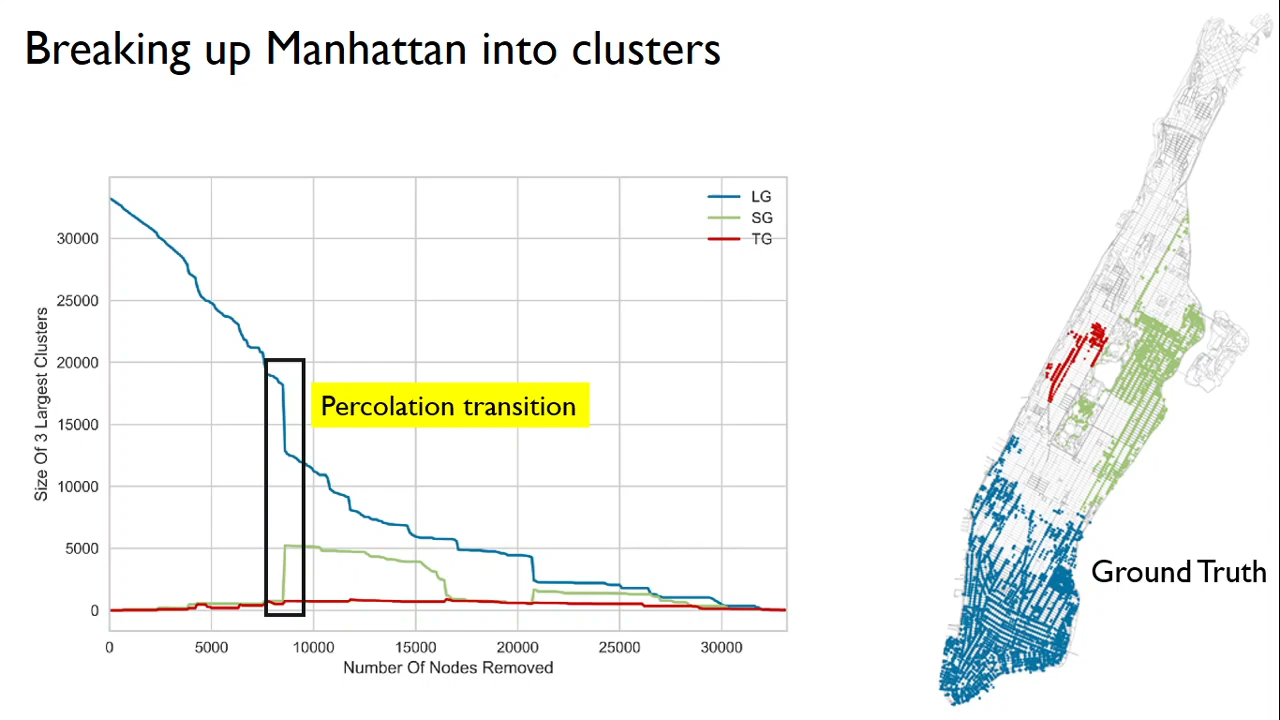 Breaking up Manhattan into clusters
LG
SG
TG
30000
25000
20000
15000
10000
5000
0
Size Of 3 Largest Clusters
Percolation transition
0 5000 10000 15000 20000 25000 30000
Number Of Nodes Removed
Ground Truth